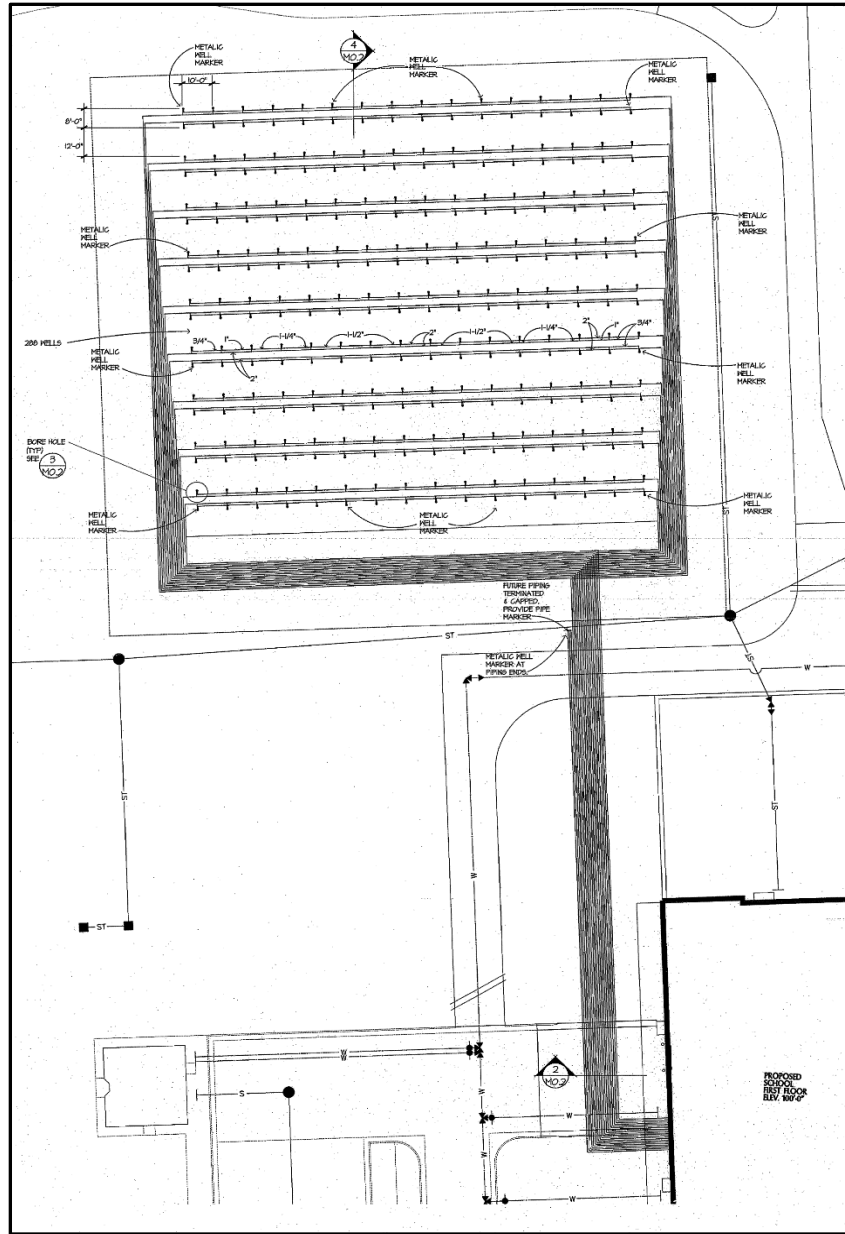 METALIC
WELL
MARKER
4
M0.2
METALIC
WELL
MARKER
METALIC
WELL
MARKER
10'-0"
8'-0"
12'-0"
ST
METALIC
WELL
MARKER
METALIC
WELL
MARKER
288 WELLS
3/4"
1"
1-1/4"
1-1/2"
2"
1-1/2"
1-1/4"
2"
1"
3/4"
2"
METALIC
WELL
MARKER
METALIC
WELL
MARKER
BORE HOLE
(TYP)
SEE
3
M0.2
METALIC
WELL
MARKER
METALIC
WELL
MARKER
METALIC
WELL
MARKER
ST
FUTURE PIPING
TERMINATED
& CAPPED.
PROVIDE PIPE
MARKER
ST
METALIC WELL
MARKER AT
PIPING ENDS.
ST
W
ST
ST
W
ST
W
W
S
W
2
M0.2
W
W
W
PROPOSED
SCHOOL
FIRST FLOOR
ELEV. 100'-0"